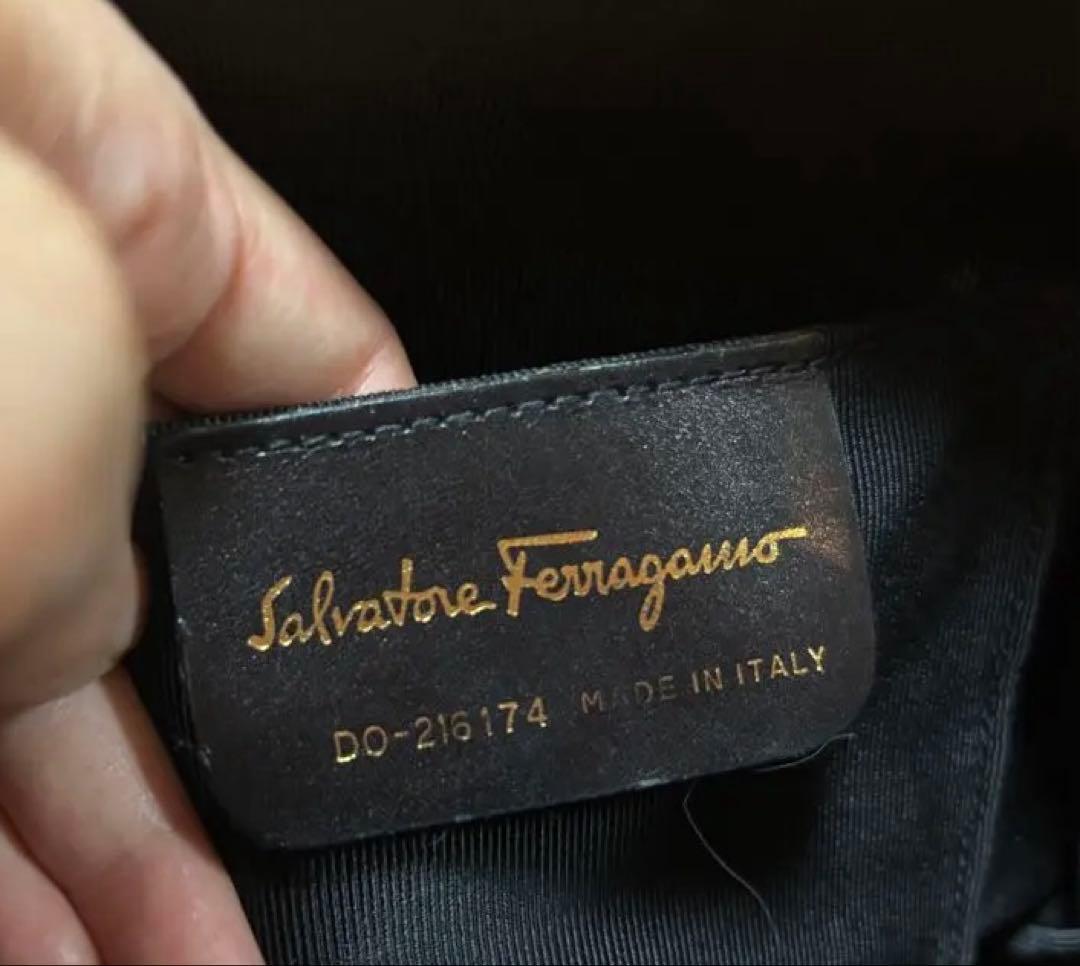 Salvatore Ferragamo
DO-216174 MADE IN ITALY